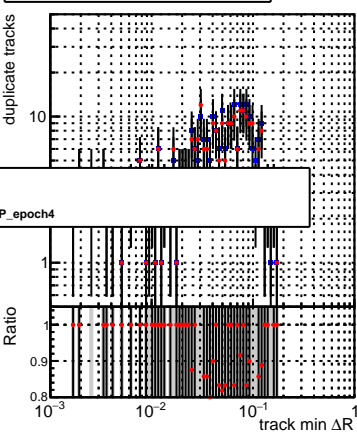 duplicate tracks
10
P_epoch4
1
Ratio
1
0.9
0.8
10⁻³ 10⁻² 10⁻¹ 1
track min ΔR